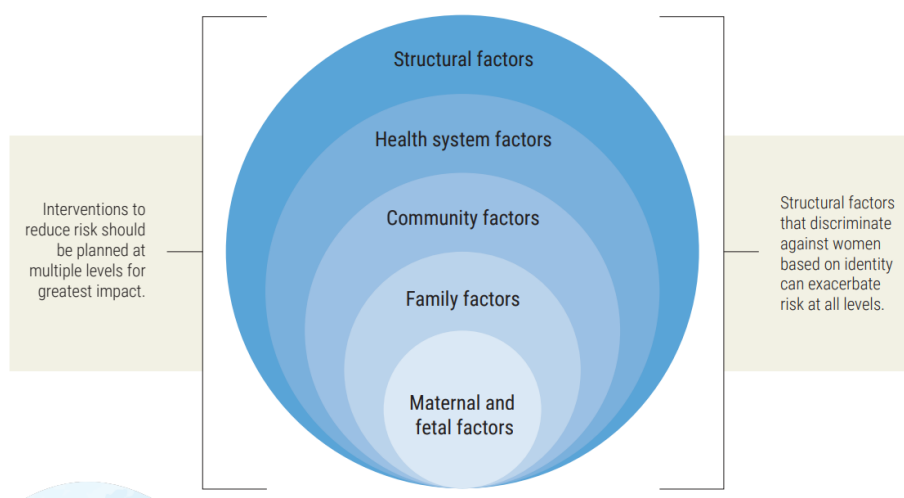 Structural factors
Health system factors
Community factors
Family factors
Maternal and
fetal factors
Interventions to
reduce risk should
be planned at
multiple levels for
greatest impact.
Structural factors
that discriminate
against women
based on identity
can exacerbate
risk at all levels.